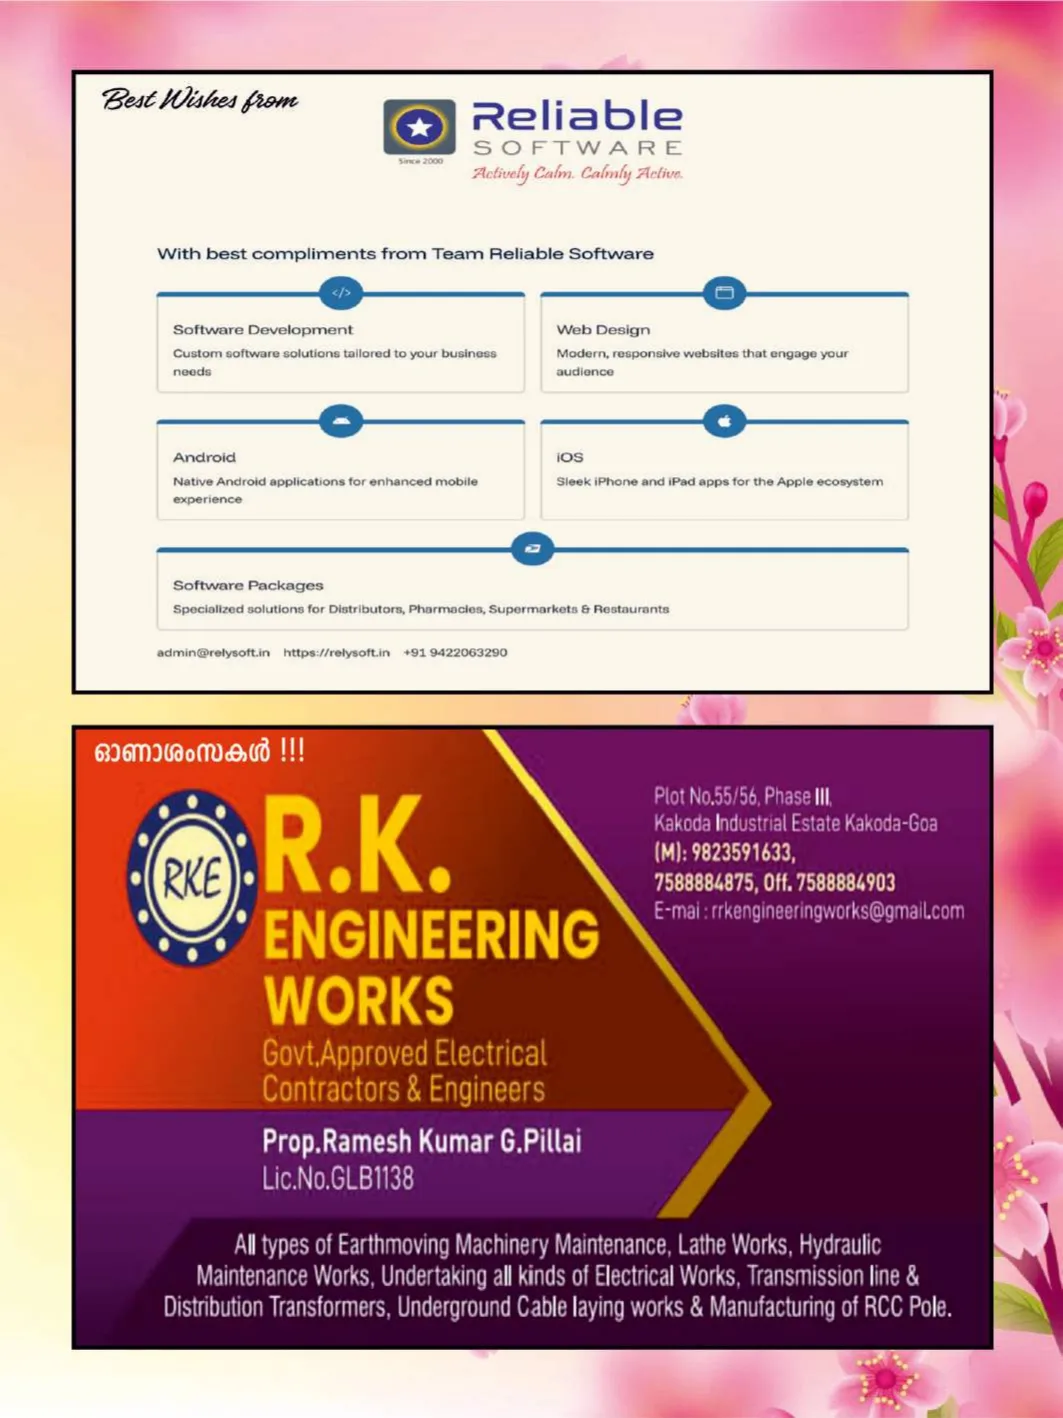 Best Wishes from
Reliable
SOFTWARE
Since 2000
Actively Calm. Calmly Active.
With best compliments from Team Reliable Software
</>
Software Development
Custom software solutions tailored to your business
needs
Web Design
Modern, responsive websites that engage your
audience
Android
Native Android applications for enhanced mobile
experience
iOS
Sleek iPhone and iPad apps for the Apple ecosystem
Software Packages
Specialized solutions for Distributors, Pharmacies, Supermarkets & Restaurants
admin@relysoft.in https://relysoft.in +91 9422063290
ഓണാശംസകൾ !!!
RKE
R.K.
ENGINEERING
WORKS
Govt,Approved Electrical
Contractors & Engineers
Prop.Ramesh Kumar G.Pillai
Lic.No.GLB1138
Plot No.55/56, Phase III,
Kakoda Industrial Estate Kakoda-Goa
(M): 9823591633,
7588884875, Off. 7588884903
E-mai : rrkengineeringworks@gmail.com
All types of Earthmoving Machinery Maintenance, Lathe Works, Hydraulic
Maintenance Works, Undertaking all kinds of Electrical Works, Transmission line &
Distribution Transformers, Underground Cable laying works & Manufacturing of RCC Pole.